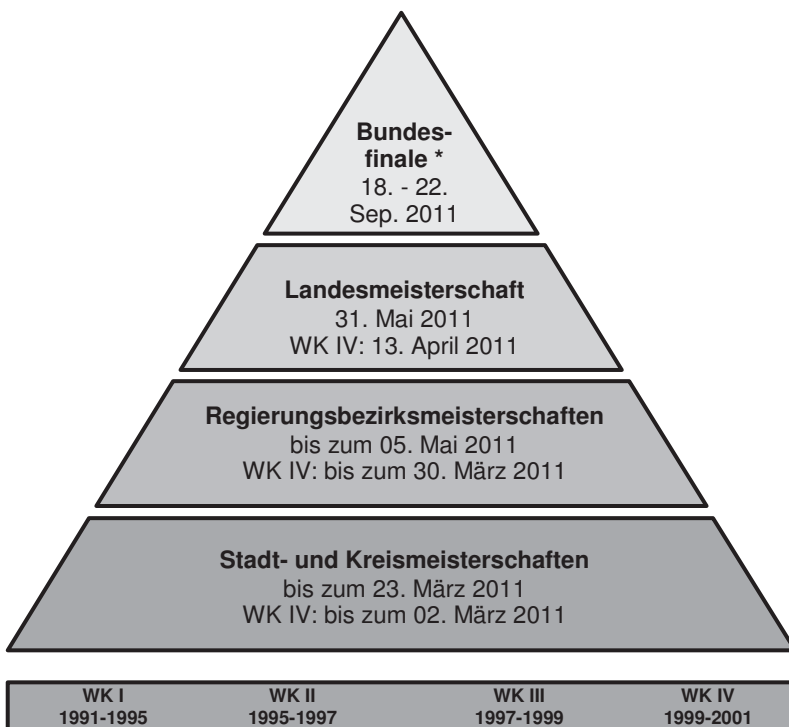 Bundes-
finale *
18. - 22.
Sep. 2011
Landesmeisterschaft
31. Mai 2011
WK IV: 13. April 2011
Regierungsbezirksmeisterschaften
bis zum 05. Mai 2011
WK IV: bis zum 30. März 2011
Stadt- und Kreismeisterschaften
bis zum 23. März 2011
WK IV: bis zum 02. März 2011
WK I WK II WK III WK IV
1991-1995 1995-1997 1997-1999 1999-2001